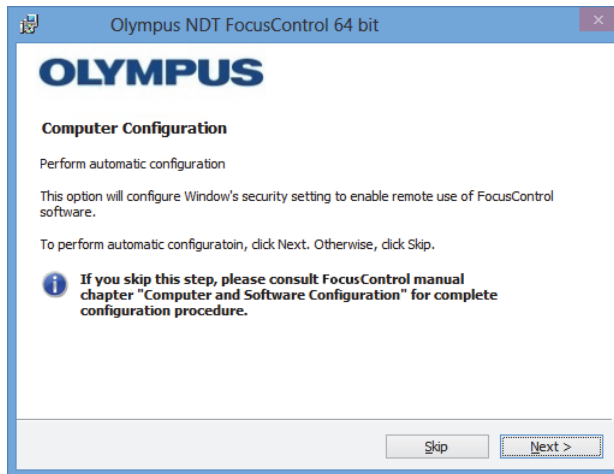 Olympus NDT FocusControl 64 bit
OLYMPUS
Computer Configuration
Perform automatic configuration
This option will configure Window's security setting to enable remote use of FocusControl
software.
To perform automatic configuratoin, click Next. Otherwise, click Skip.
If you skip this step, please consult FocusControl manual
chapter "Computer and Software Configuration" for complete
configuration procedure.
Skip
Next >